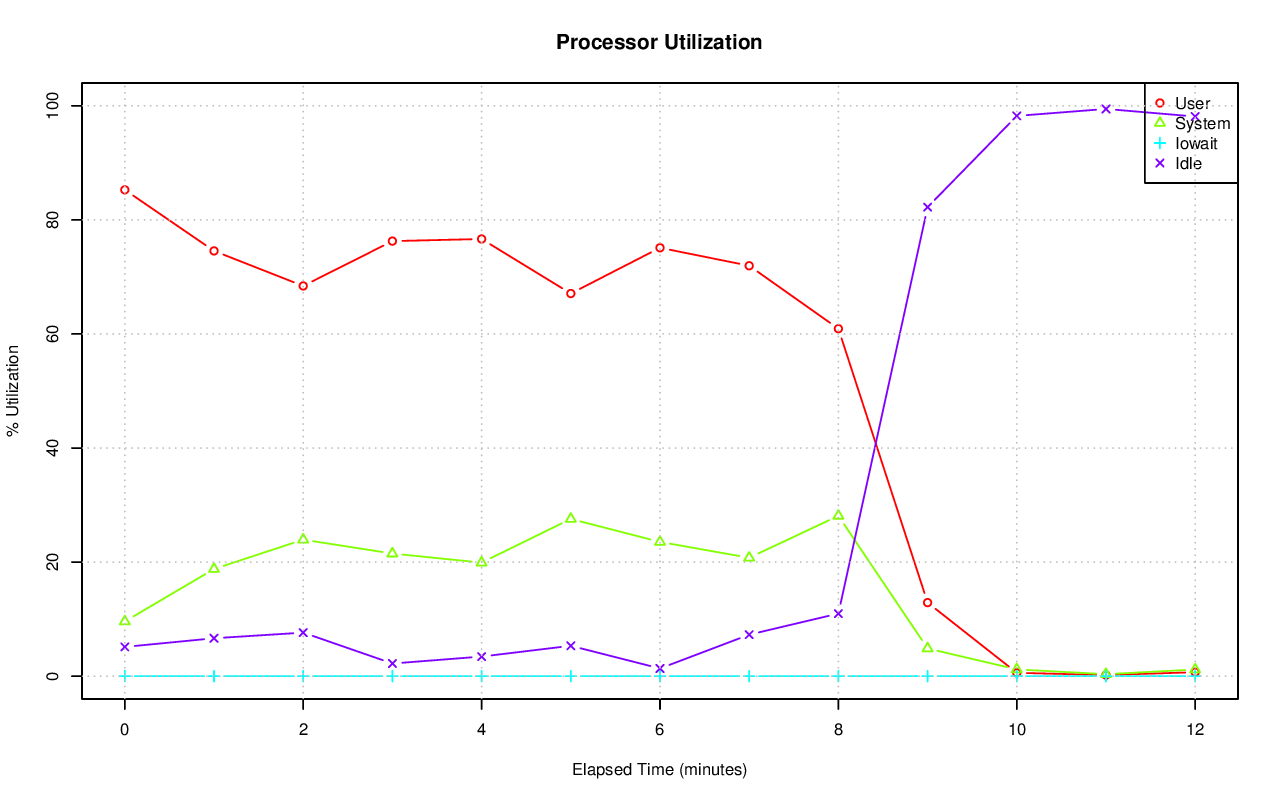 Processor Utilization
100
80
60
40
20
0
% Utilization
User
System
Iowait
Idle
0 2 4 6 8 10 12
Elapsed Time (minutes)